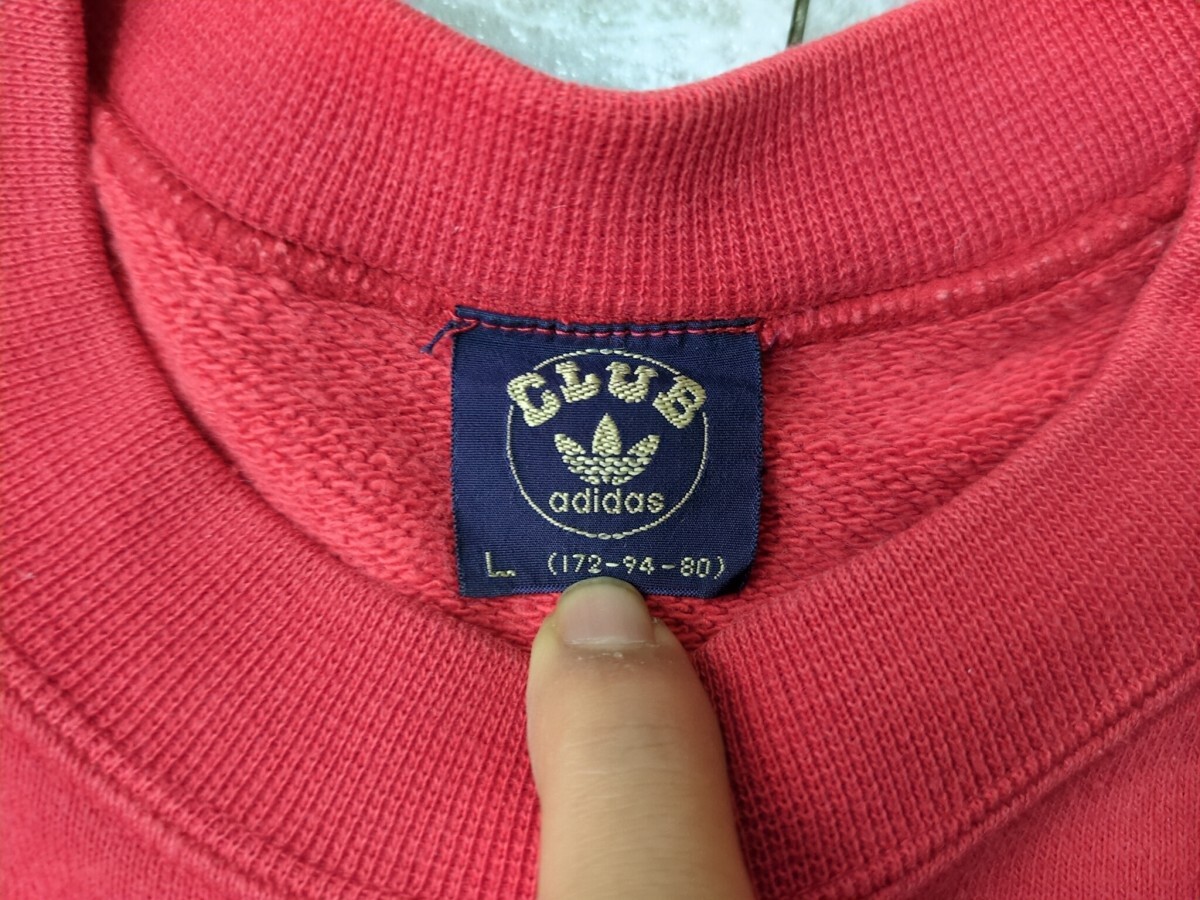 CLUB
adidas
L (172-94-80)